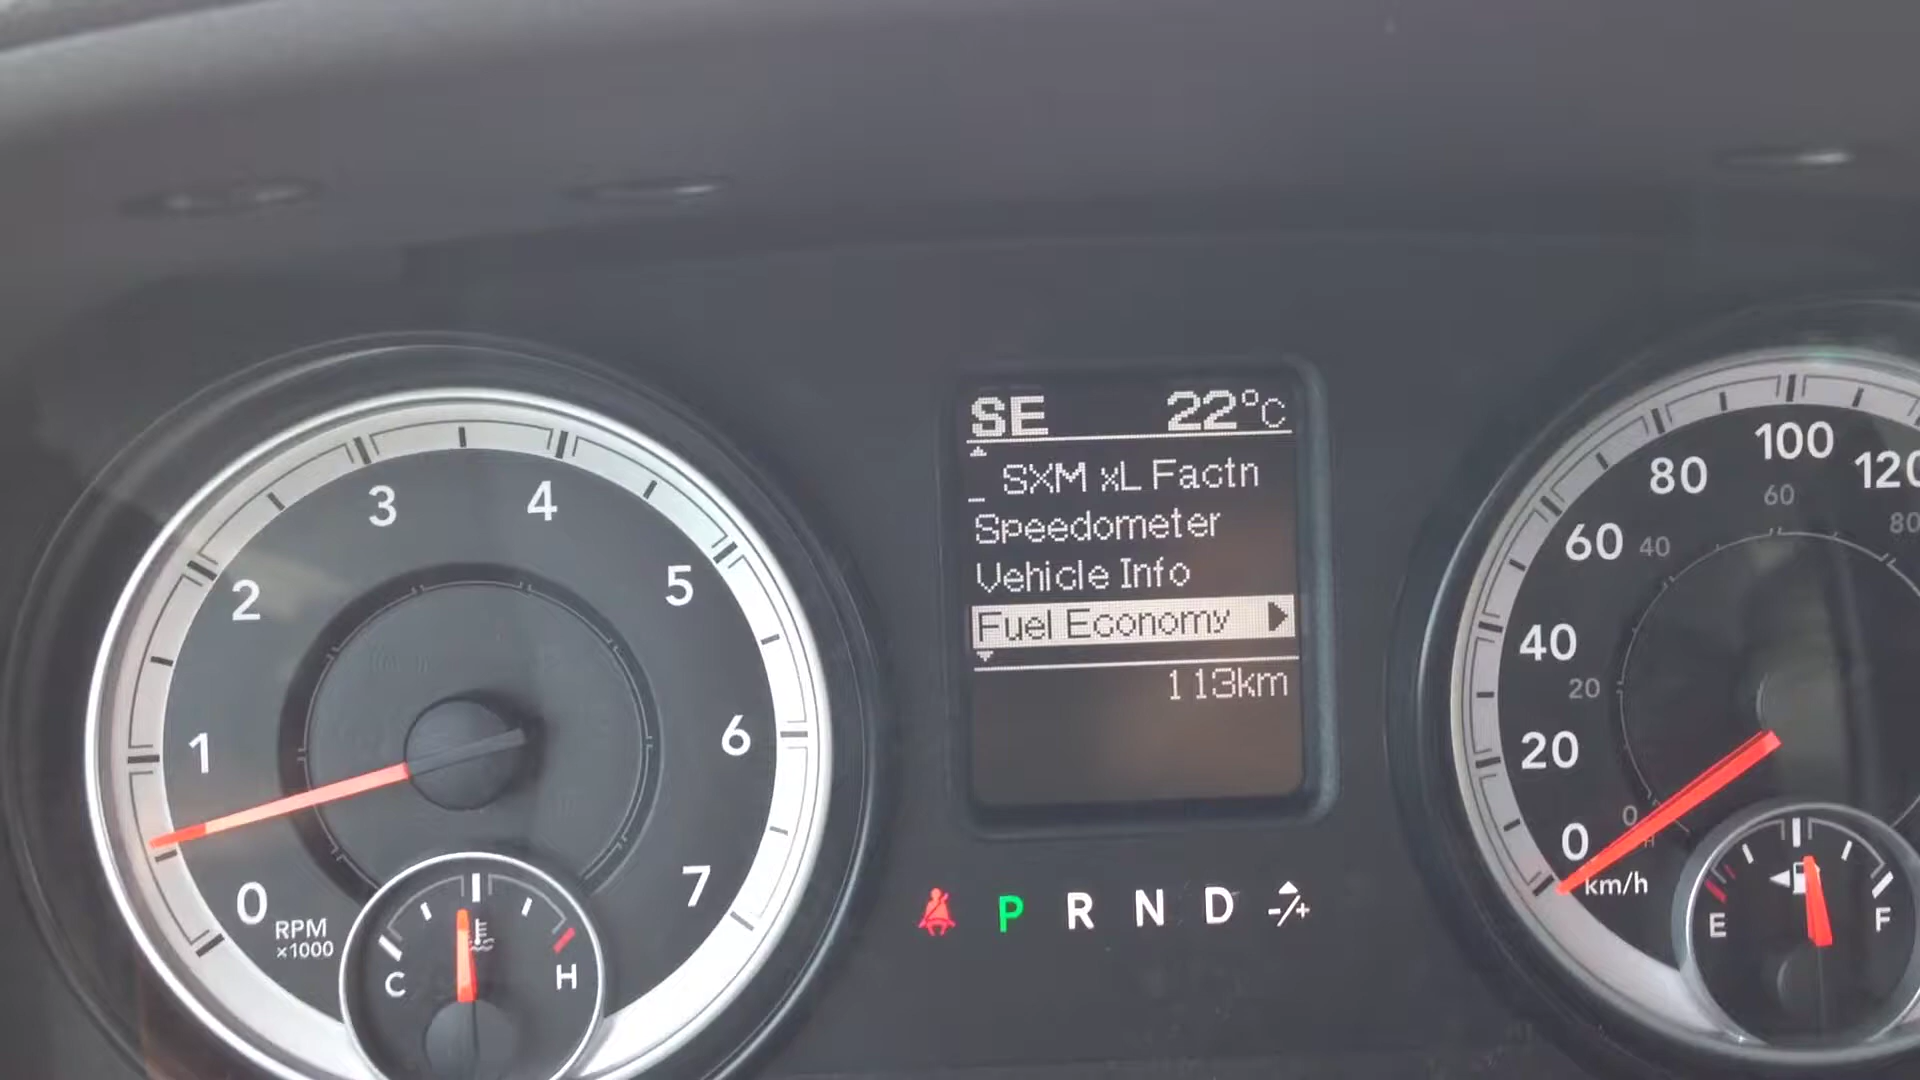 SE 22°C
SXM xL Factn
Speedometer
Vehicle Info
Fuel Economy
113km
0 1 2 3 4 5 6 7
RPM
x1000
C H
P R N D -/+
0 20 40 60 80 100 120
0 20 40 60 80
km/h
E F